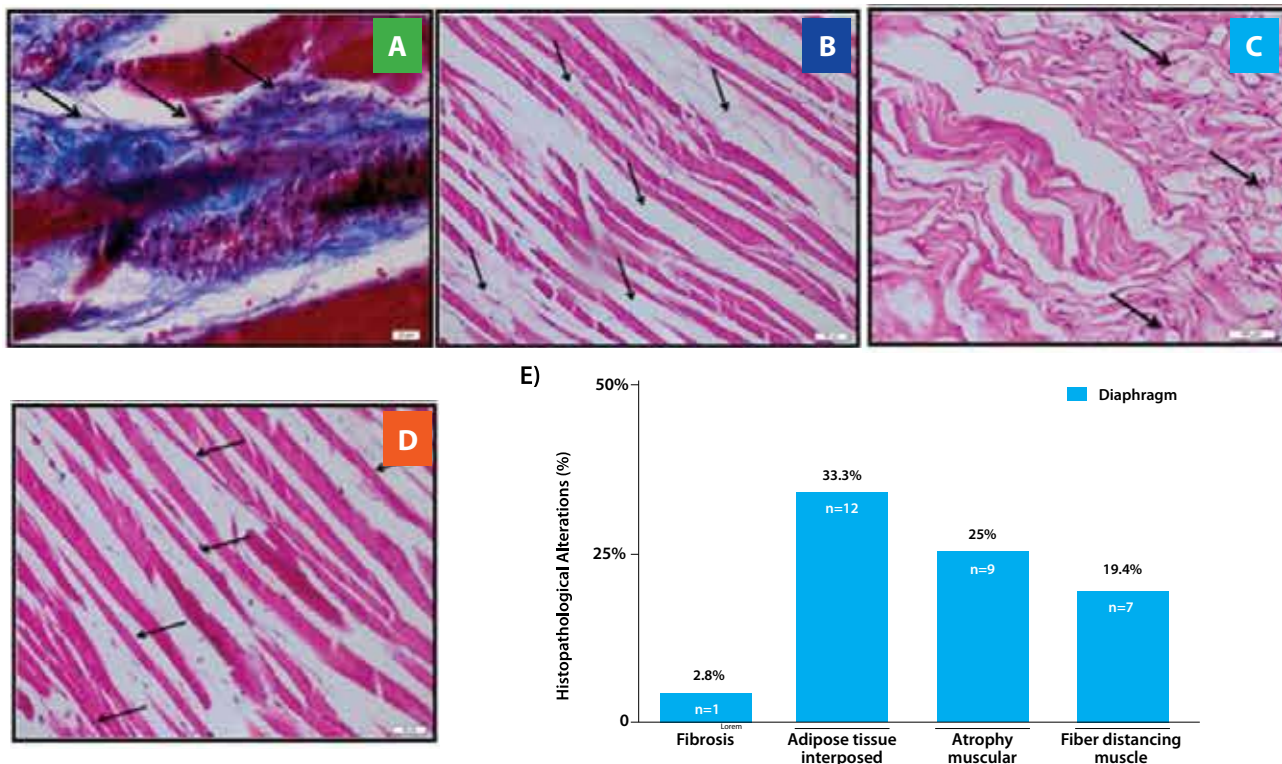 A
B
C
D
E)
Diaphragm
Histopathological Alterations (%)
50%
25%
0
2.8%
n=1
Lorem
33.3%
n=12
25%
n=9
19.4%
n=7
Fibrosis
Adipose tissue
interposed
Atrophy
muscular
Fiber distancing
muscle